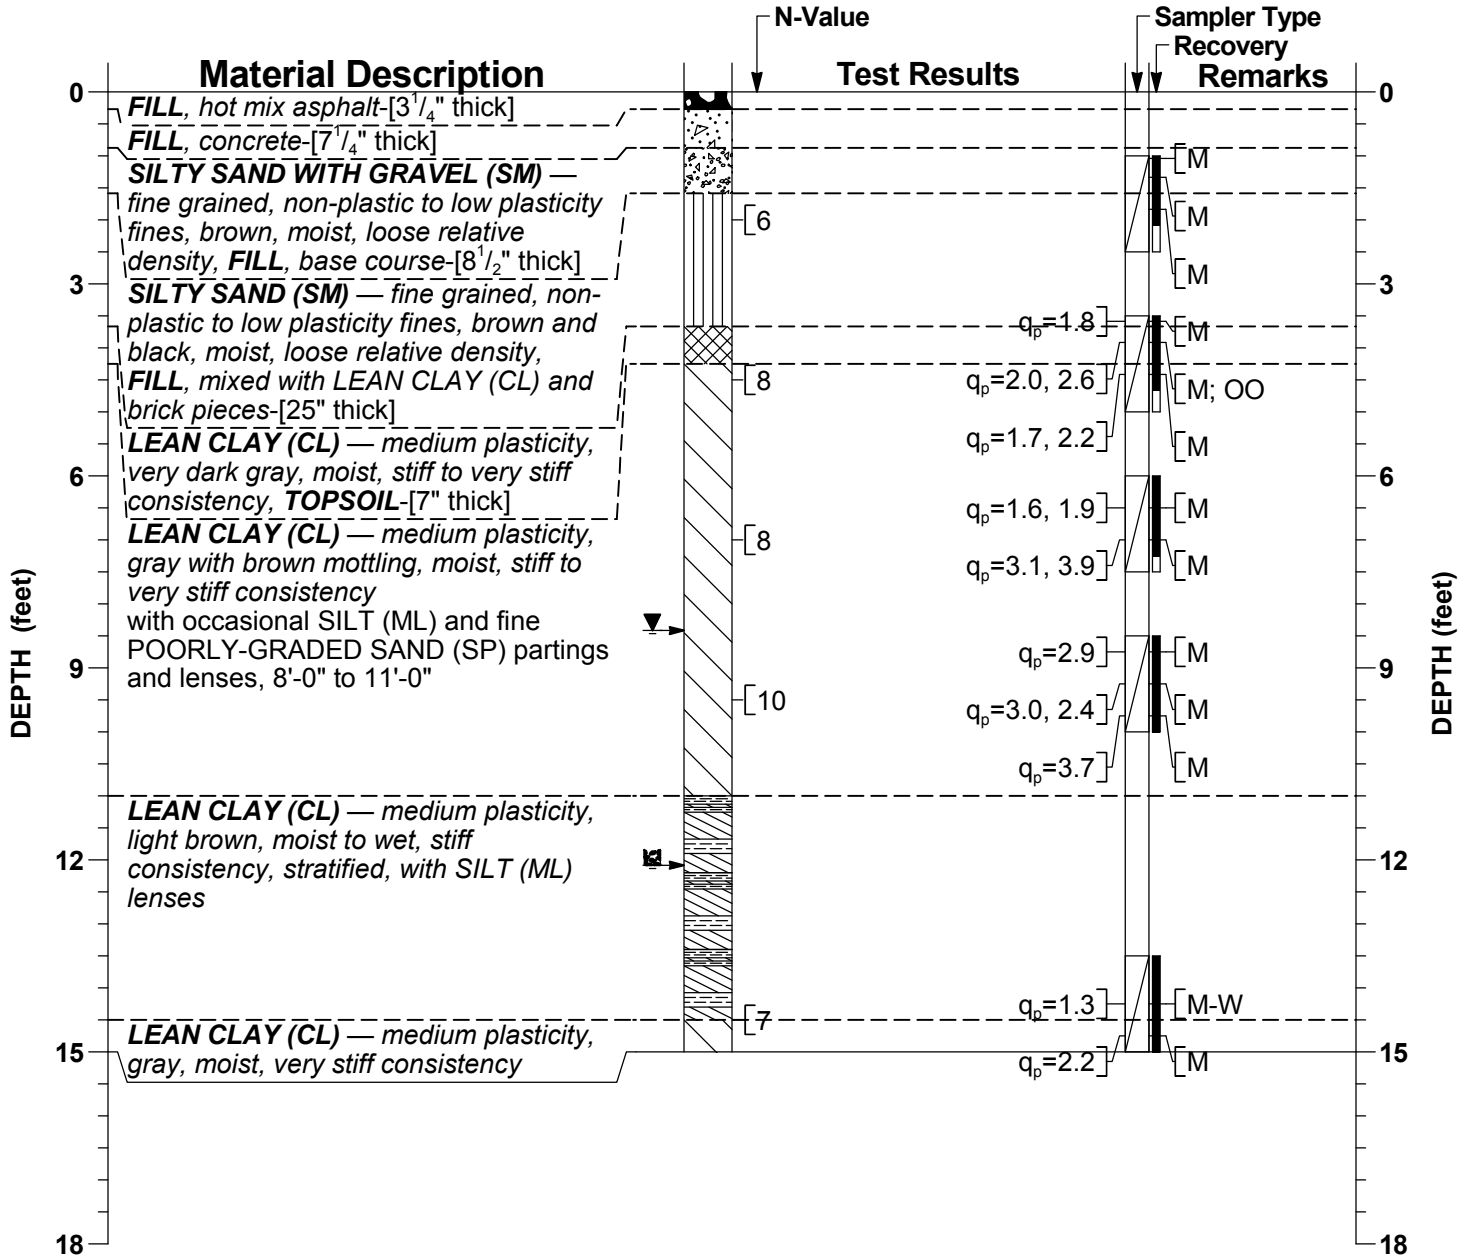 N-Value
Sampler Type
Recovery
Material Description
Test Results
Remarks
0
0
FILL, hot mix asphalt-[3 1/4" thick]
FILL, concrete-[7 1/4" thick]
SILTY SAND WITH GRAVEL (SM) —
fine grained, non-plastic to low plasticity
fines, brown, moist, loose relative
density, FILL, base course-[8 1/2" thick]
SILTY SAND (SM) — fine grained, non-
plastic to low plasticity fines, brown and
black, moist, loose relative density,
FILL, mixed with LEAN CLAY (CL) and
brick pieces-[25" thick]
LEAN CLAY (CL) — medium plasticity,
very dark gray, moist, stiff to very stiff
consistency, TOPSOIL-[7" thick]
LEAN CLAY (CL) — medium plasticity,
gray with brown mottling, moist, stiff to
very stiff consistency
with occasional SILT (ML) and fine
POORLY-GRADED SAND (SP) partings
and lenses, 8'-0" to 11'-0"
LEAN CLAY (CL) — medium plasticity,
light brown, moist to wet, stiff
consistency, stratified, with SILT (ML)
lenses
LEAN CLAY (CL) — medium plasticity,
gray, moist, very stiff consistency
6
8
8
10
7
qp=1.8
qp=2.0, 2.6
qp=1.7, 2.2
qp=1.6, 1.9
qp=3.1, 3.9
qp=2.9
qp=3.0, 2.4
qp=3.7
qp=1.3
qp=2.2
M
M
M
M
M; OO
M
M
M
M
M
M
M-W
M
3
6
9
12
15
18
3
6
9
12
15
18
DEPTH (feet)
DEPTH (feet)